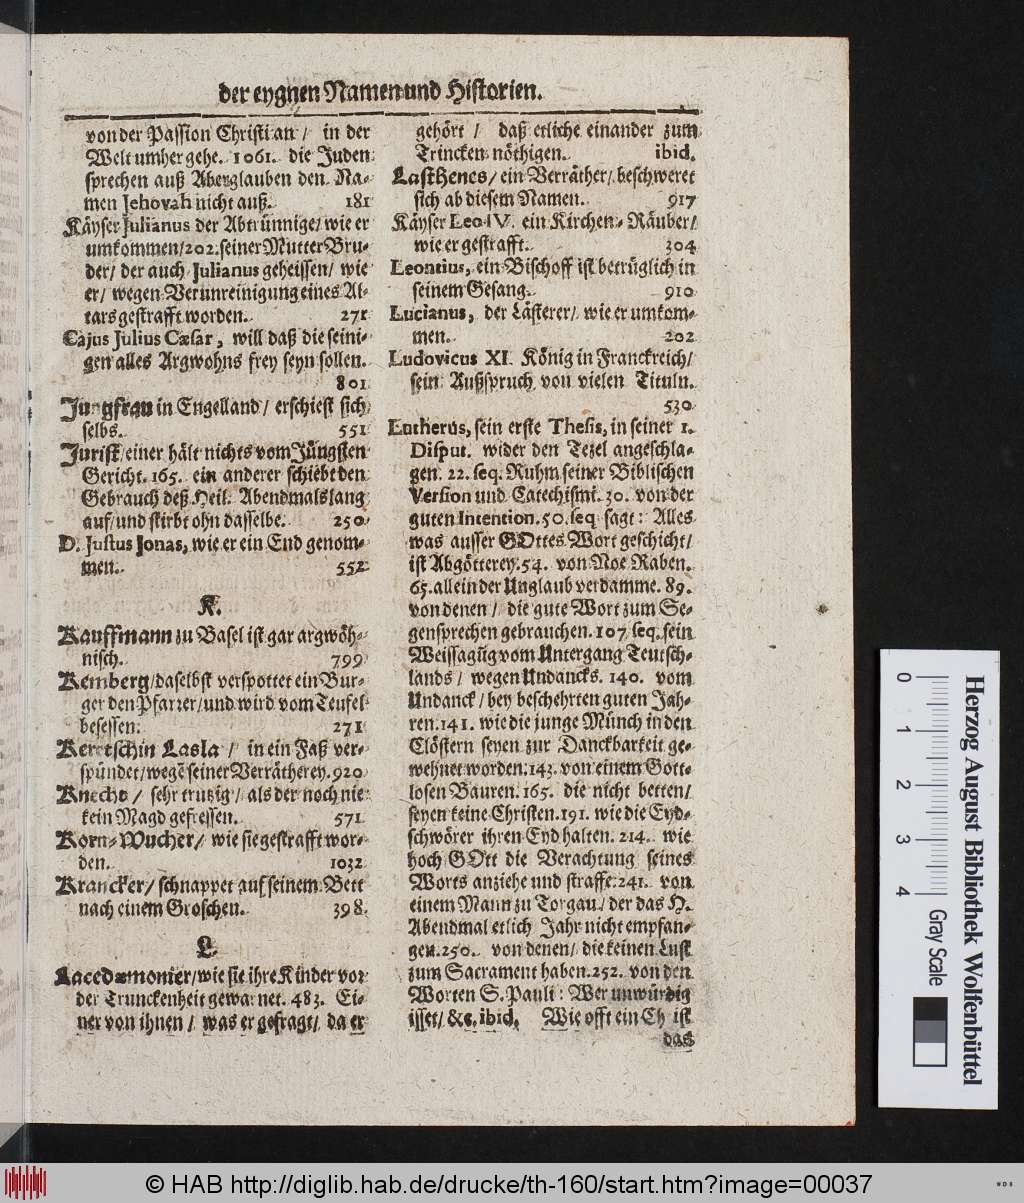 der eygnen Namen und Historien.
von der Passion Christi an / in der
Welt umher gehe. 1061. die Juden
sprechen auß Aberglauben den Na-
men Jehovah nicht auß. 181
Käyser Julianus der Abtrünnige / wie er
umkommen / 202. seiner Mutter Bru-
der / der auch Julianus geheissen / wie
er / wegen Verunreinigung eines Al-
tars gestrafft worden. 271
Cajus Julius Cæsar, will daß die seini-
gen alles Argwohns frey seyn sollen.
801
Jungfrau in Engelland / erschiest sich
selbs. 551
Jurist / einer hält nichts vom Jüngsten
Gericht. 165. ein anderer schiebt den
Gebrauch deß Heil. Abendmals lang
auf / und stirbt ohn dasselbe. 250
D. Justus Jonas, wie er ein End genom-
men. 552
K.
Kauffmann zu Basel ist gar argwöh-
nisch. 799
Kemberg / daselbst verspottet ein Bur-
ger den Pfarrer / und wird vom Teufel
besessen. 271
Keretschin Lasla / in ein Faß ver-
spündet / wegē seiner Verrätherey. 920
Knecht / sehr trutzig / als der noch nie
kein Magd gefressen. 571
Korn-Wucher / wie sie gestrafft wor-
den. 1032
Krancker / schnappet auf seinem Bett
nach einem Groschen. 398.
L.
Lacedæmonier / wie sie ihre Kinder vor
der Trunckenheit gewarnet. 483. Ei-
ner von ihnen / was er gefragt / da er
gehört / daß etliche einander zum
Trincken nöthigen. ibid.
Lasthenes / ein Verräther / beschweret
sich ab diesem Namen. 917
Käyser Leo IV. ein Kirchen-Räuber /
wie er gestrafft. 304
Leontius, ein Bischoff ist betrüglich in
seinem Gesang. 910
Lucianus, der Lästerer / wie er umkom-
men. 202
Ludovicus XI. König in Franckreich /
sein Außspruch von vielen Tituln.
530
Lutherus, sein erste Thesis, in seiner 1.
Disput. wider den Tezel angeschla-
gen. 22. seq. Ruhm seiner Biblischen
Version und Catechismi. 30. von der
guten Intention. 50. seq sagt: Alles
was ausser GOttes Wort geschicht /
ist Abgötterey. 54. von Noe Raben.
65. allein der Unglaub verdamme. 89.
von denen / die gute Wort zum Se-
gensprechen gebrauchen. 107 seq. sein
Weissagūg vom Untergang Teutsch-
lands / wegen Undancks. 140. vom
Undanck / bey beschehrten guten Jah-
ren. 141. wie die junge Münch in den
Clöstern seyen zur Danckbarkeit ge-
wehnet worden. 143. von einem Gott-
losen Bauren. 165. die nicht betten /
seyen keine Christen. 191. wie die Eyd-
schwörer ihren Eyd halten. 214. wie
hoch GOtt die Verachtung seines
Worts anziehe und straffe. 241. von
einem Mann zu Torgau / der das H.
Abendmal etlich Jahr nicht empfan-
gen. 250. von denen / die keinen Lust
zum Sacrament haben. 252. von den
Worten S. Pauli: Wer unwürdig
isset / &c. ibid. Wie offt ein Ch ist
das
0 1 2 3 4
Gray Scale
Herzog August Bibliothek Wolfenbüttel
© HAB http://diglib.hab.de/drucke/th-160/start.htm?image=00037